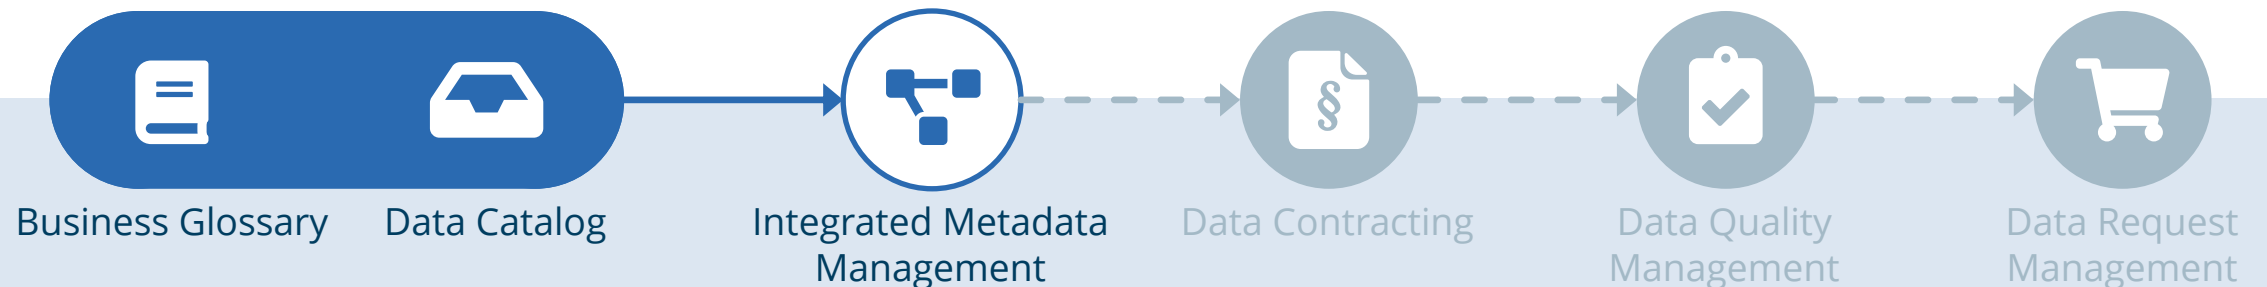 §
Business Glossary
Data Catalog
Integrated Metadata
Management
Data Contracting
Data Quality
Management
Data Request
Management